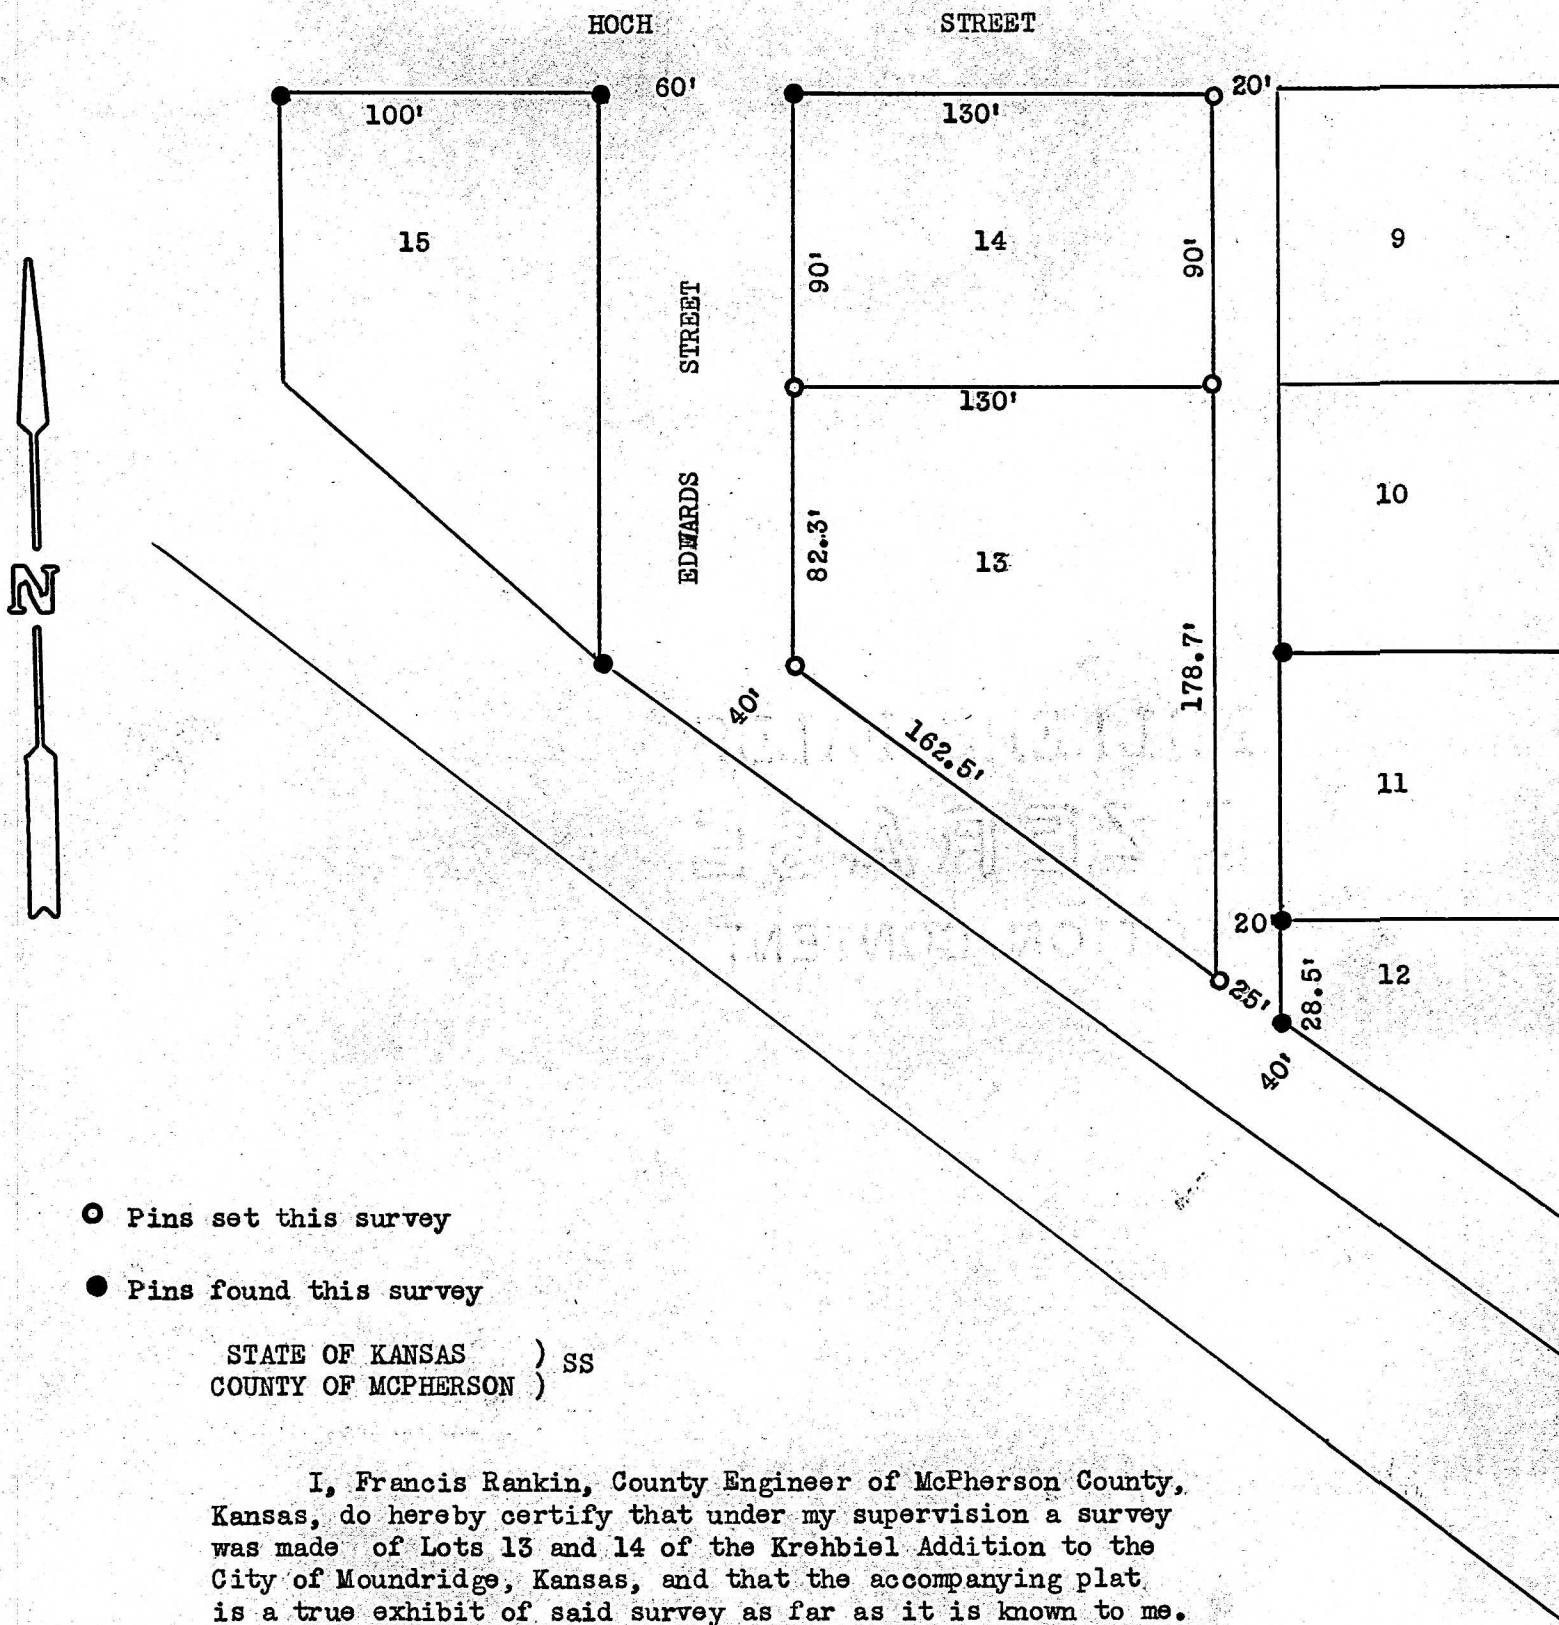 HOCH STREET
60' 20'
100' 130'
15 14 9
90' 90'
EDWARDS STREET
N
130'
10
82.3' 13
178.7'
40'
162.5'
11
20'
12
25' 28.5'
40'
Pins set this survey
Pins found this survey
STATE OF KANSAS ) SS
COUNTY OF MCPHERSON )
I, Francis Rankin, County Engineer of McPherson County,
Kansas, do hereby certify that under my supervision a survey
was made of Lots 13 and 14 of the Krehbiel Addition to the
City of Moundridge, Kansas, and that the accompanying plat
is a true exhibit of said survey as far as it is known to me.